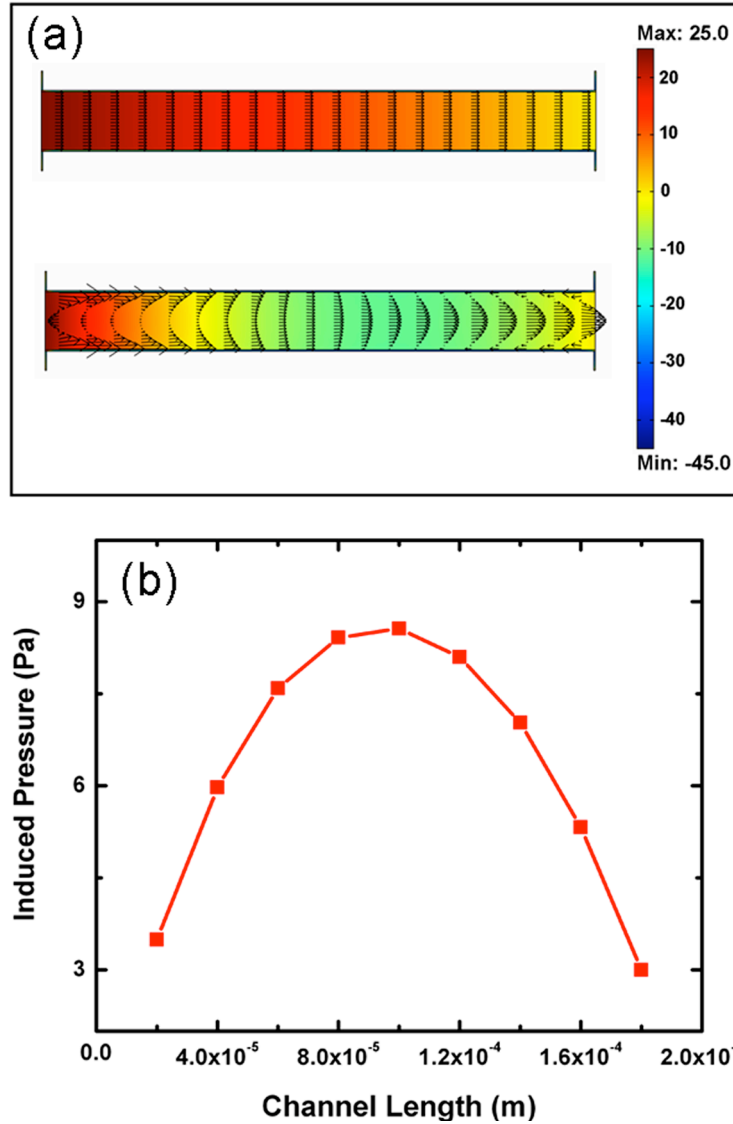 (a)
Max: 25.0
20
10
0
-10
-20
-30
-40
Min: -45.0
(b)
Induced Pressure (Pa)
9
6
3
0.0
4.0x10⁻⁵
8.0x10⁻⁵
1.2x10⁻⁴
1.6x10⁻⁴
Channel Length (m)